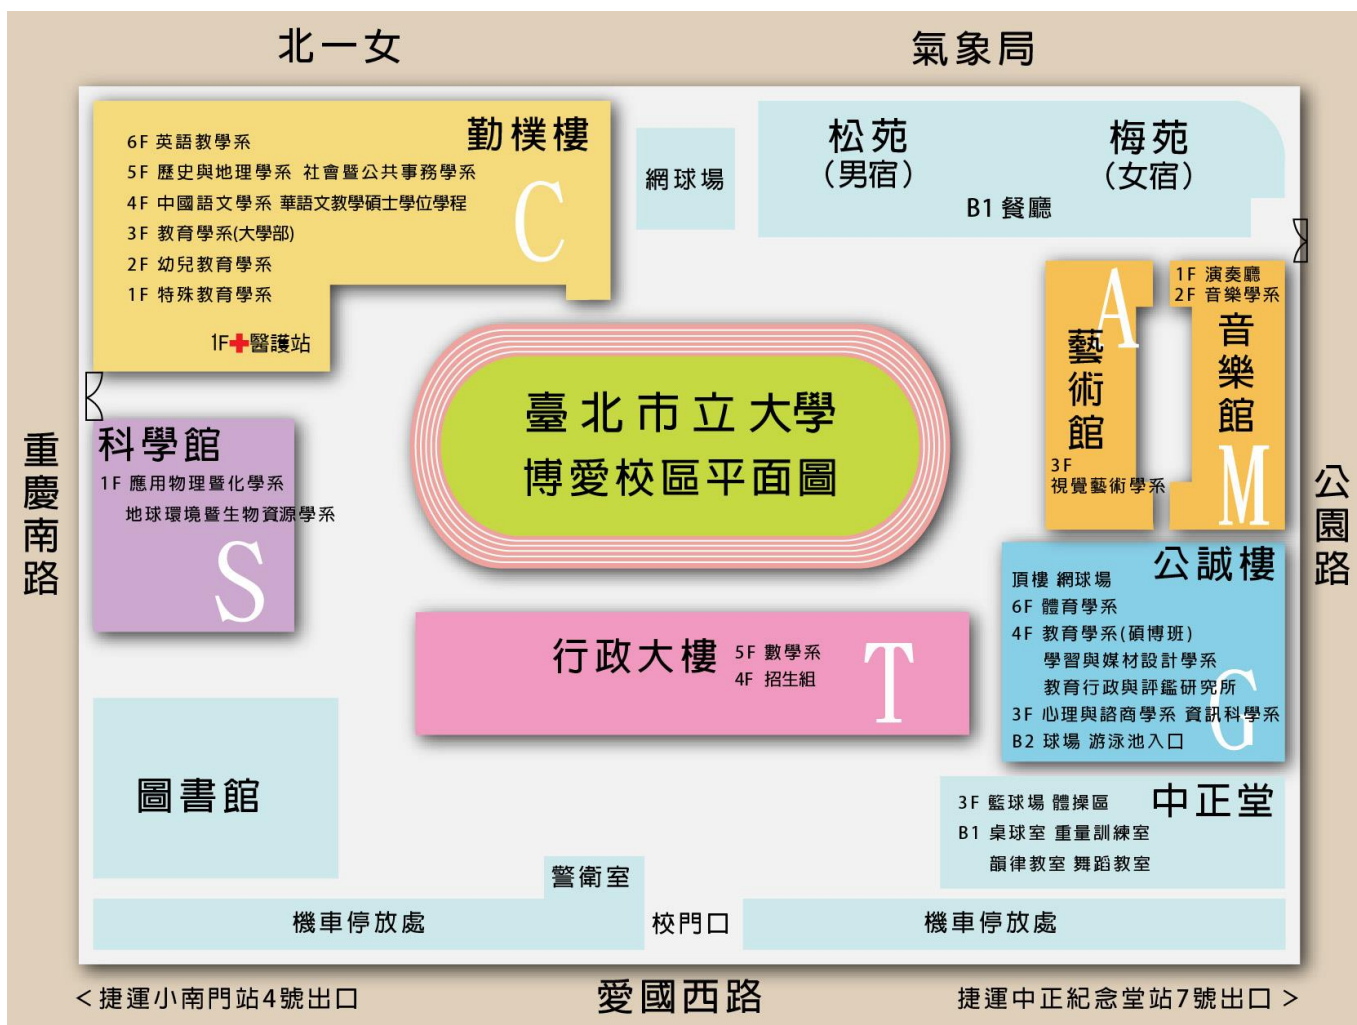 北一女
氣象局
勤樸樓
6F 英語教學系
5F 歷史與地理學系 社會暨公共事務學系
4F 中國語文學系 華語文教學碩士學位學程
3F 教育學系(大學部)
2F 幼兒教育學系
1F 特殊教育學系
1F 醫護站
C
網球場
松苑
(男宿)
梅苑
(女宿)
B1 餐廳
A
藝術館
3F
視覺藝術學系
1F 演奏廳
2F 音樂學系
音樂館
M
臺北市立大學
博愛校區平面圖
重慶南路
科學館
1F 應用物理暨化學系
地球環境暨生物資源學系
S
公園路
公誠樓
頂樓 網球場
6F 體育學系
4F 教育學系(碩博班)
學習與媒材設計學系
教育行政與評鑑研究所
3F 心理與諮商學系 資訊科學系
B2 球場 游泳池入口
G
行政大樓
5F 數學系
4F 招生組
T
圖書館
中正堂
3F 籃球場 體操區
B1 桌球室 重量訓練室
韻律教室 舞蹈教室
警衛室
機車停放處
校門口
機車停放處
<捷運小南門站4號出口
愛國西路
捷運中正紀念堂站7號出口 >